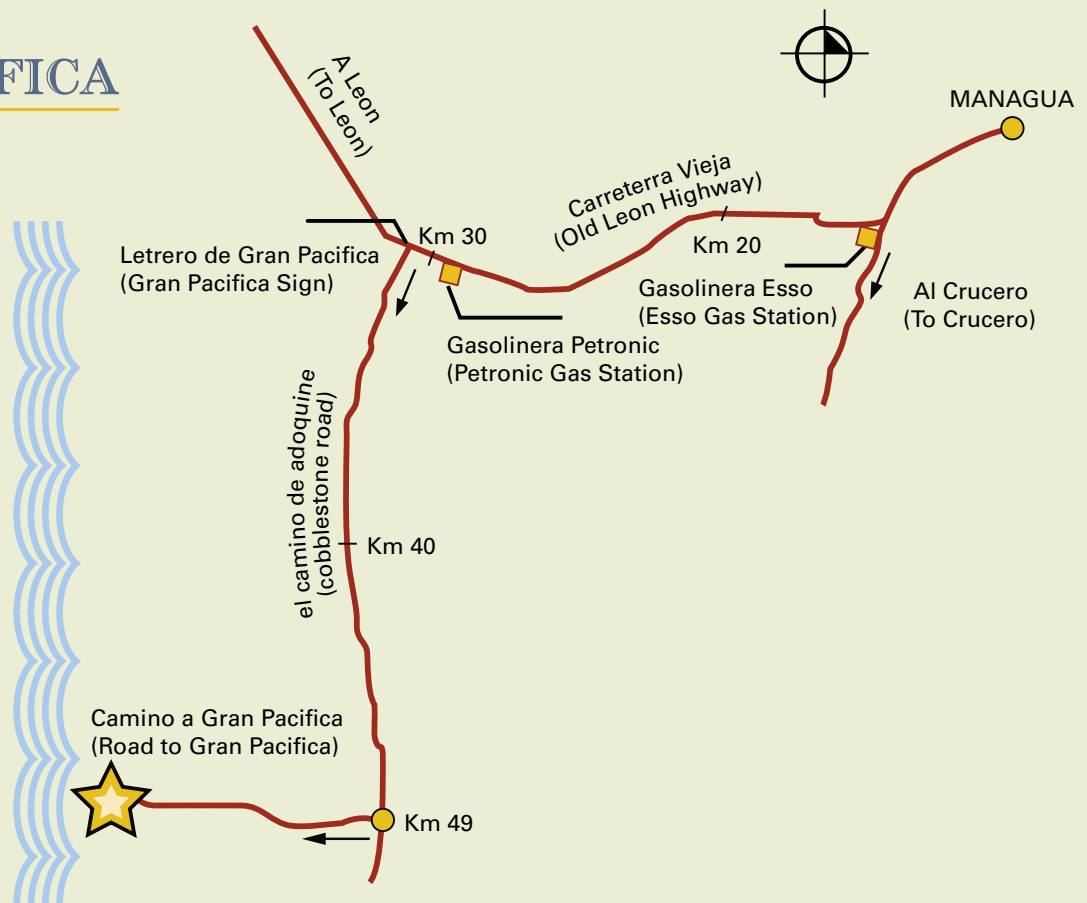 FICA
A Leon
(To Leon)
MANAGUA
Carreterra Vieja
(Old Leon Highway)
Km 30
Km 20
Letrero de Gran Pacifica
(Gran Pacifica Sign)
Gasolinera Esso
(Esso Gas Station)
Al Crucero
(To Crucero)
Gasolinera Petronic
(Petronic Gas Station)
el camino de adoquine
(cobblestone road)
Km 40
Camino a Gran Pacifica
(Road to Gran Pacifica)
Km 49